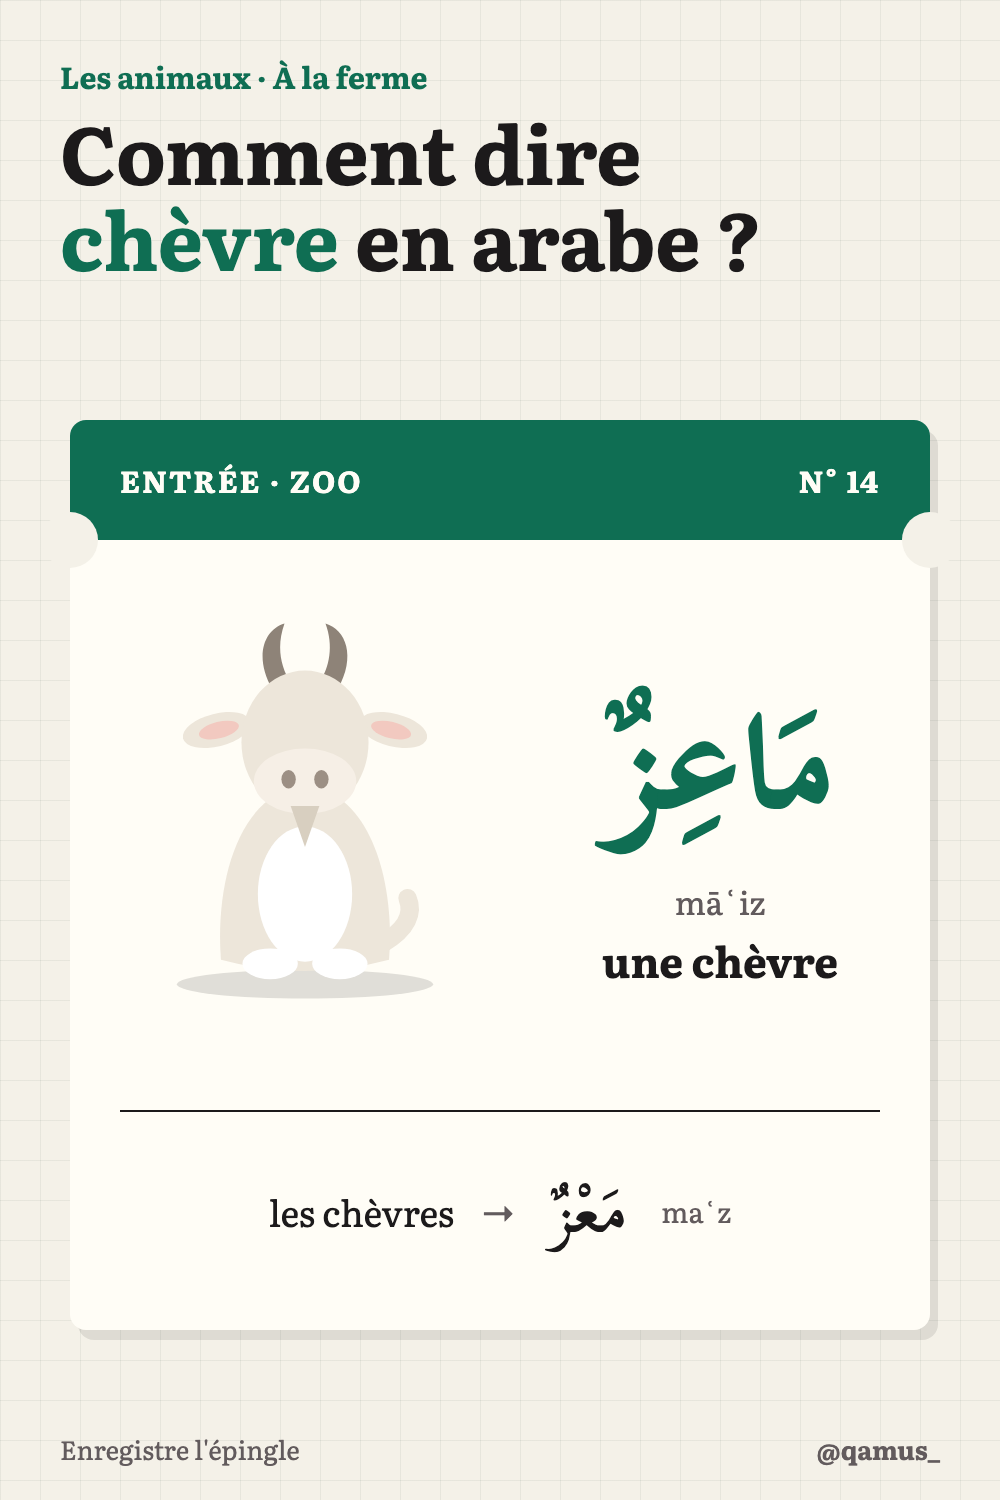 Les animaux · À la ferme
Comment dire
chèvre en arabe ?
ENTRÉE · ZOO N° 14
مَاعِزٌ
māʿiz
une chèvre
les chèvres → مَعْزٌ maʿz
Enregistre l'épingle @qamus_